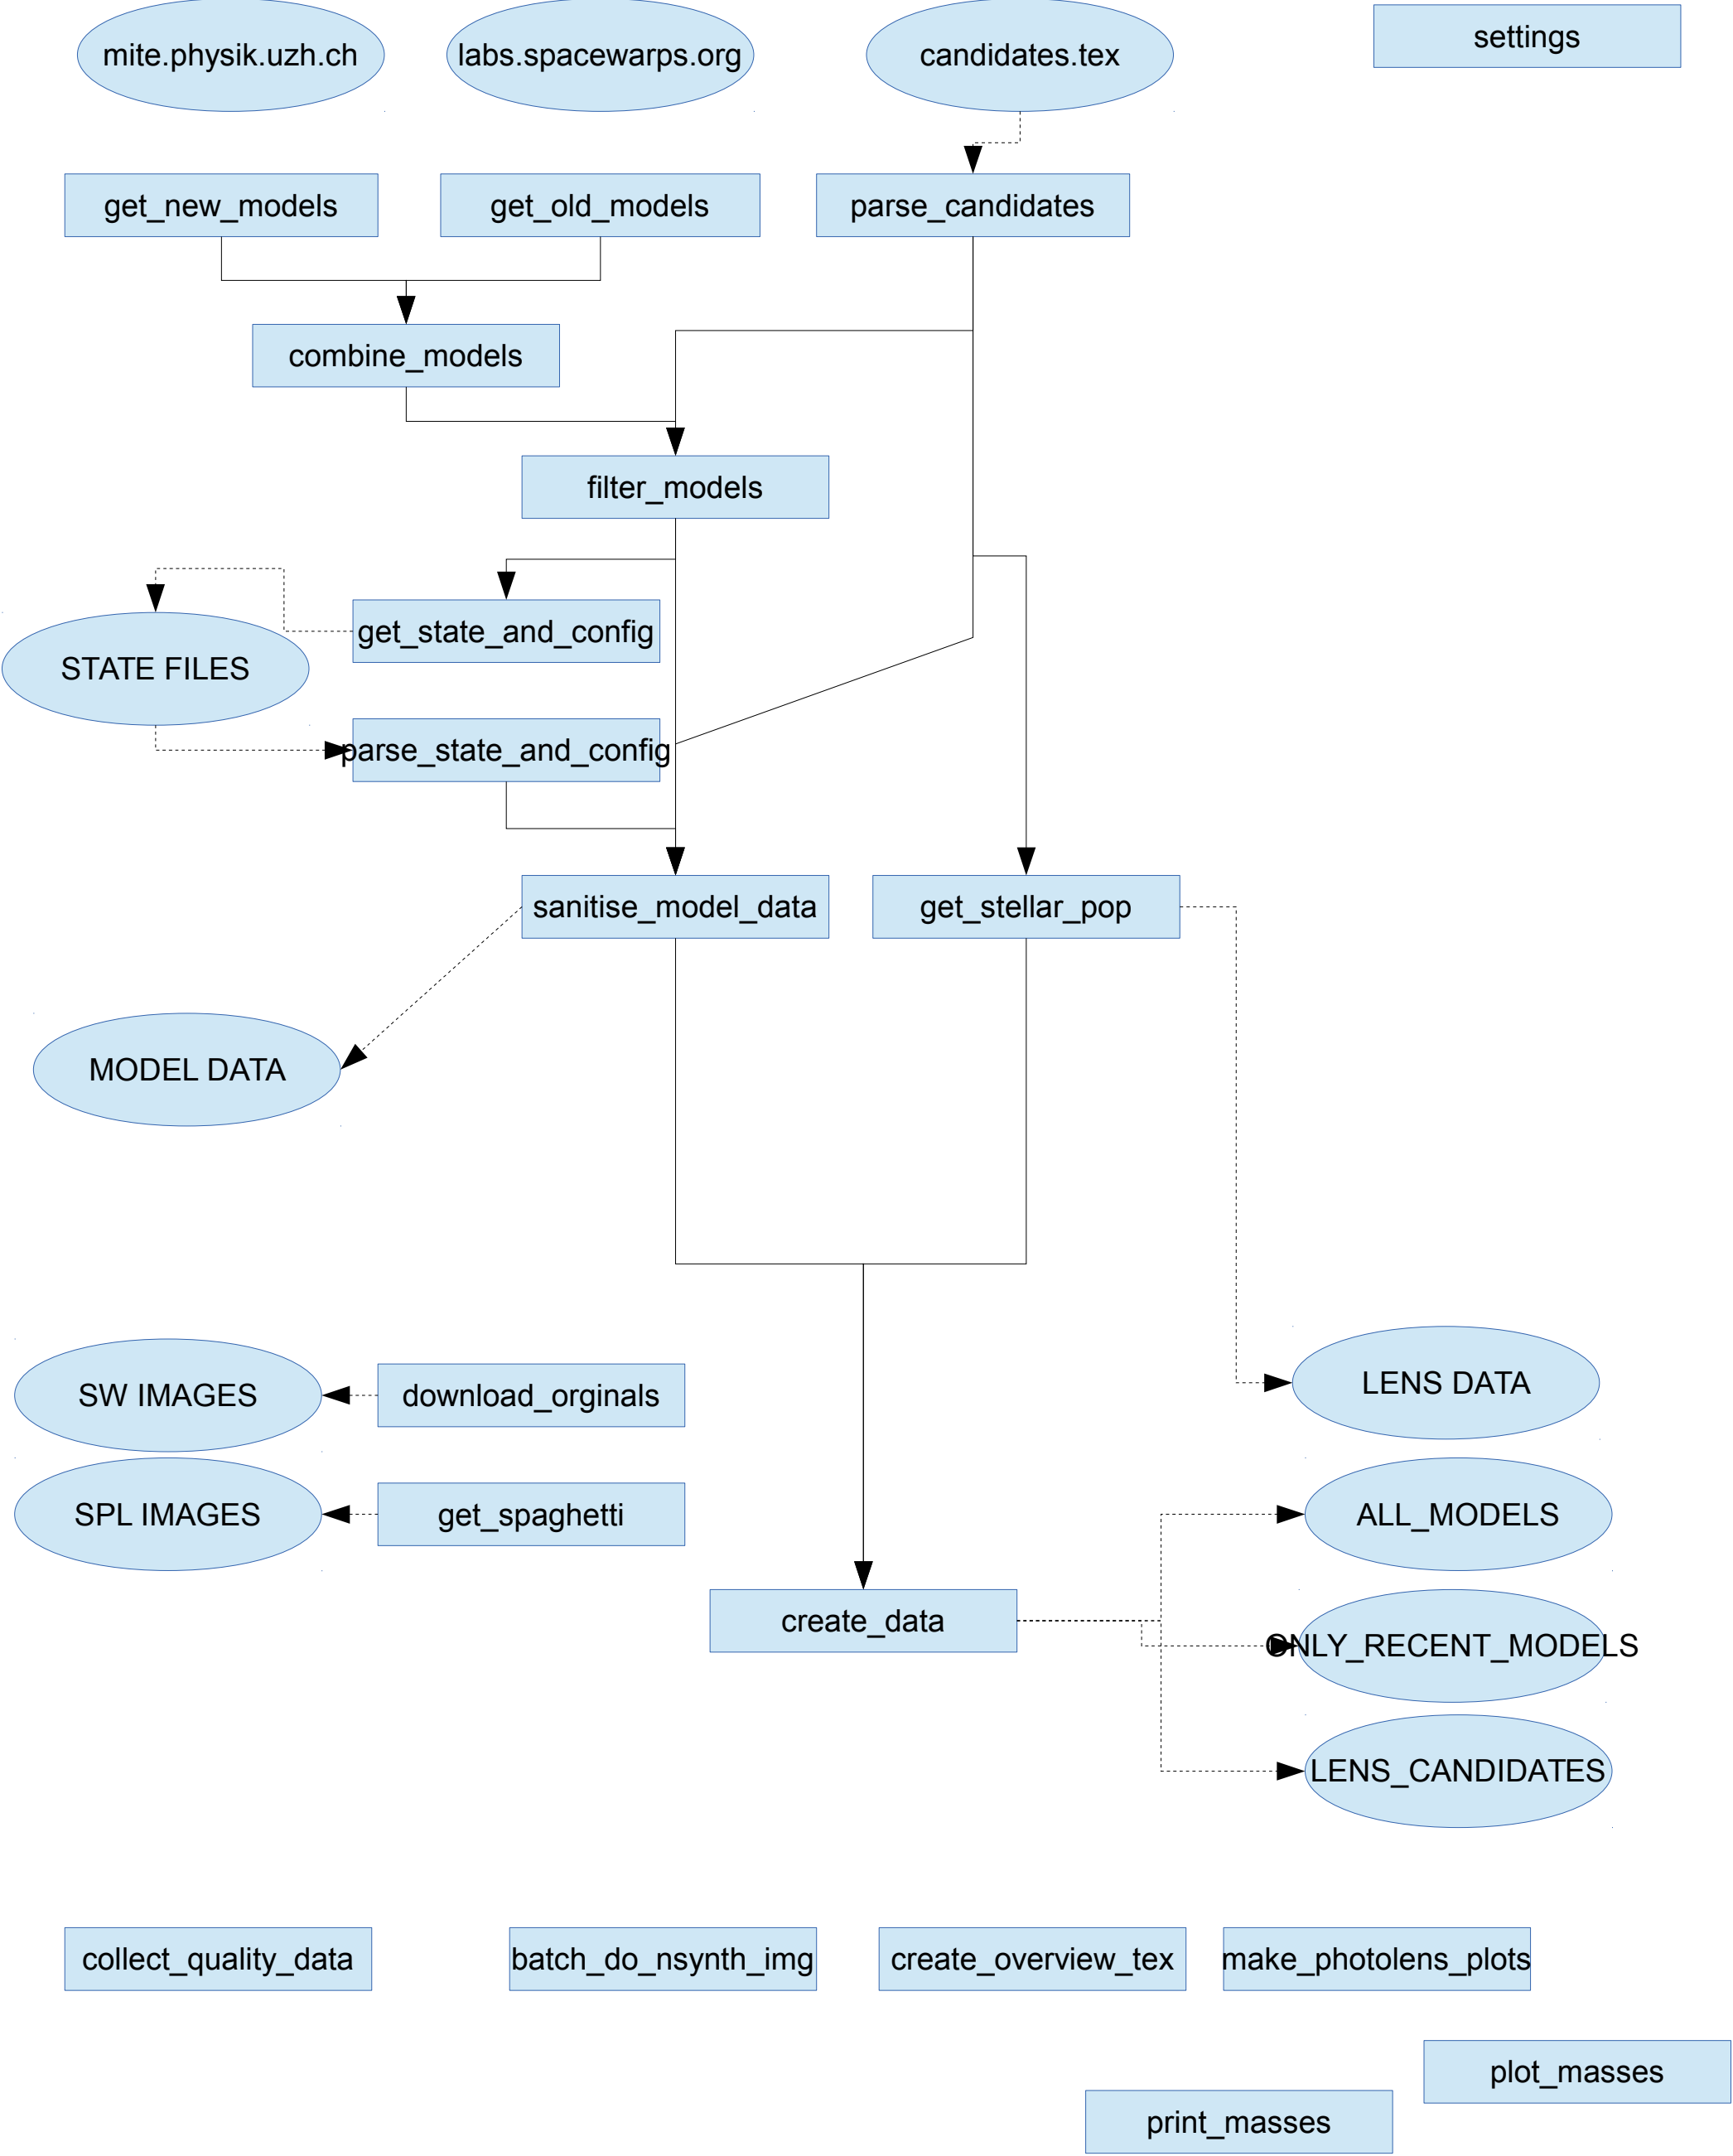 mite.physik.uzh.ch
labs.spacewarps.org
candidates.tex
settings
get_new_models
get_old_models
parse_candidates
combine_models
filter_models
get_state_and_config
STATE FILES
parse_state_and_config
sanitise_model_data
get_stellar_pop
MODEL DATA
SW IMAGES
download_orginals
LENS DATA
SPL IMAGES
get_spaghetti
ALL_MODELS
create_data
ONLY_RECENT_MODELS
LENS_CANDIDATES
collect_quality_data
batch_do_nsynth_img
create_overview_tex
make_photolens_plots
plot_masses
print_masses